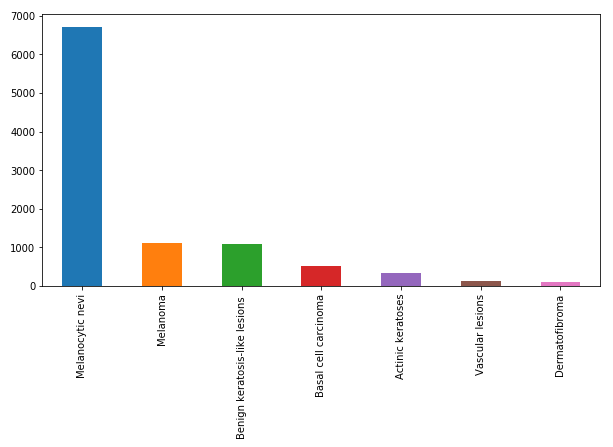 7000
6000
5000
4000
3000
2000
1000
0
Melanocytic nevi
Melanoma
Benign keratosis-like lesions
Basal cell carcinoma
Actinic keratoses
Vascular lesions
Dermatofibroma